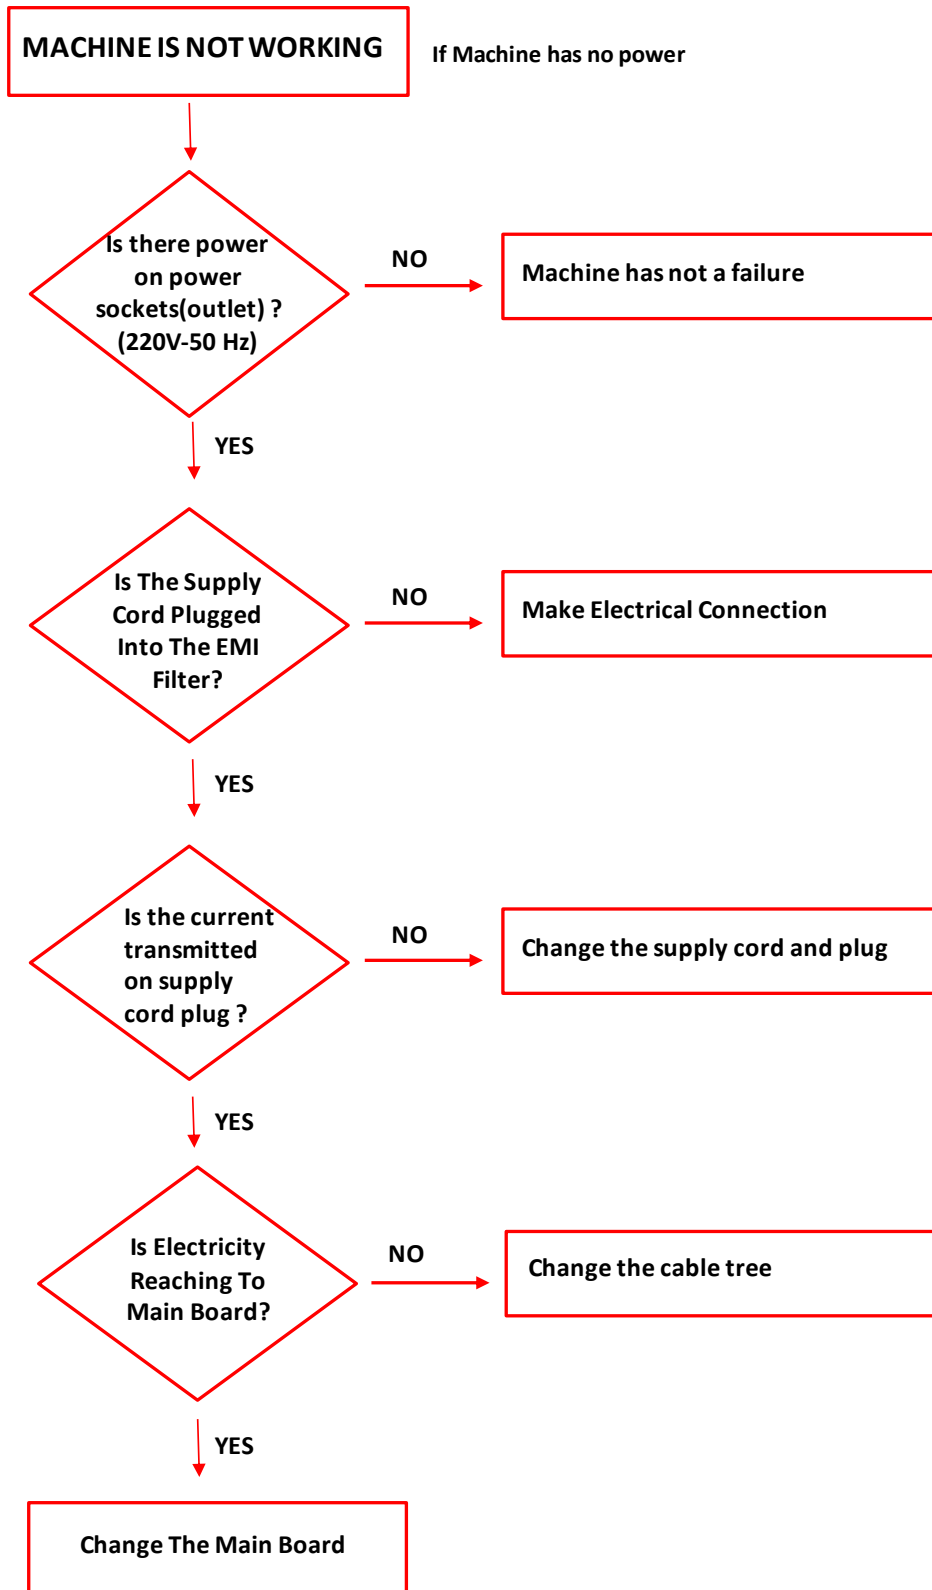 MACHINE IS NOT WORKING
If Machine has no power
Is there power
on power
sockets(outlet) ?
(220V-50 Hz)
NO
Machine has not a failure
YES
Is The Supply
Cord Plugged
Into The EMI
Filter?
NO
Make Electrical Connection
YES
Is the current
transmitted
on supply
cord plug ?
NO
Change the supply cord and plug
YES
Is Electricity
Reaching To
Main Board?
NO
Change the cable tree
YES
Change The Main Board